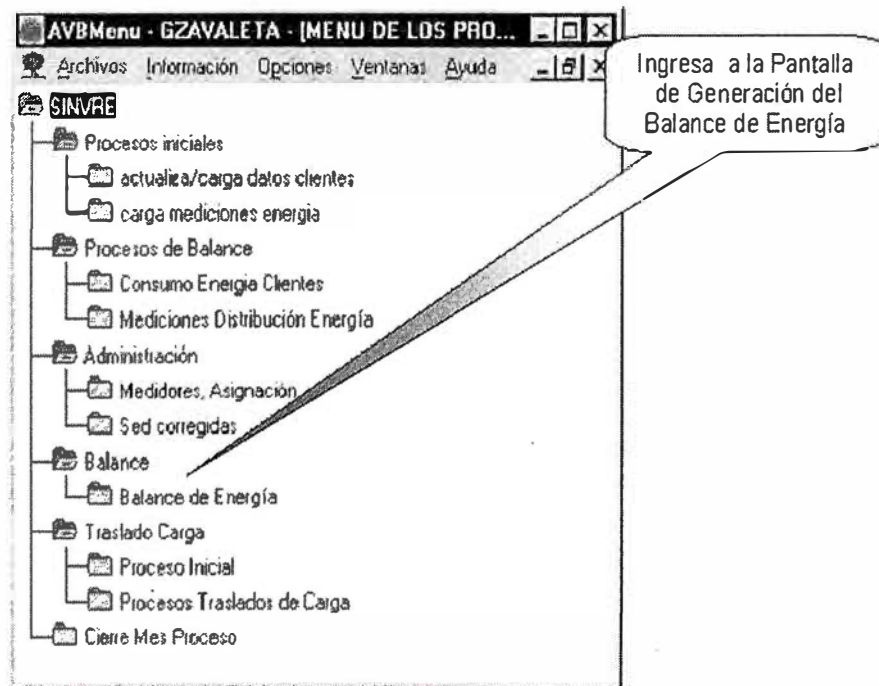 AVBMenu - GZAVALETA - [MENU DE LOS PRO...
Archivos Información Opciones Ventanas Ayuda
Ingresa a la Pantalla
de Generación del
Balance de Energía
SINVRE
Procesos iniciales
actualiza/carga datos clientes
carga mediciones energia
Procesos de Balance
Consumo Energia Clientes
Mediciones Distribución Energía
Administración
Medidores, Asignación
Sed corregidas
Balance
Balance de Energía
Traslado Carga
Proceso Inicial
Procesos Traslados de Carga
Cierre Mes Proceso